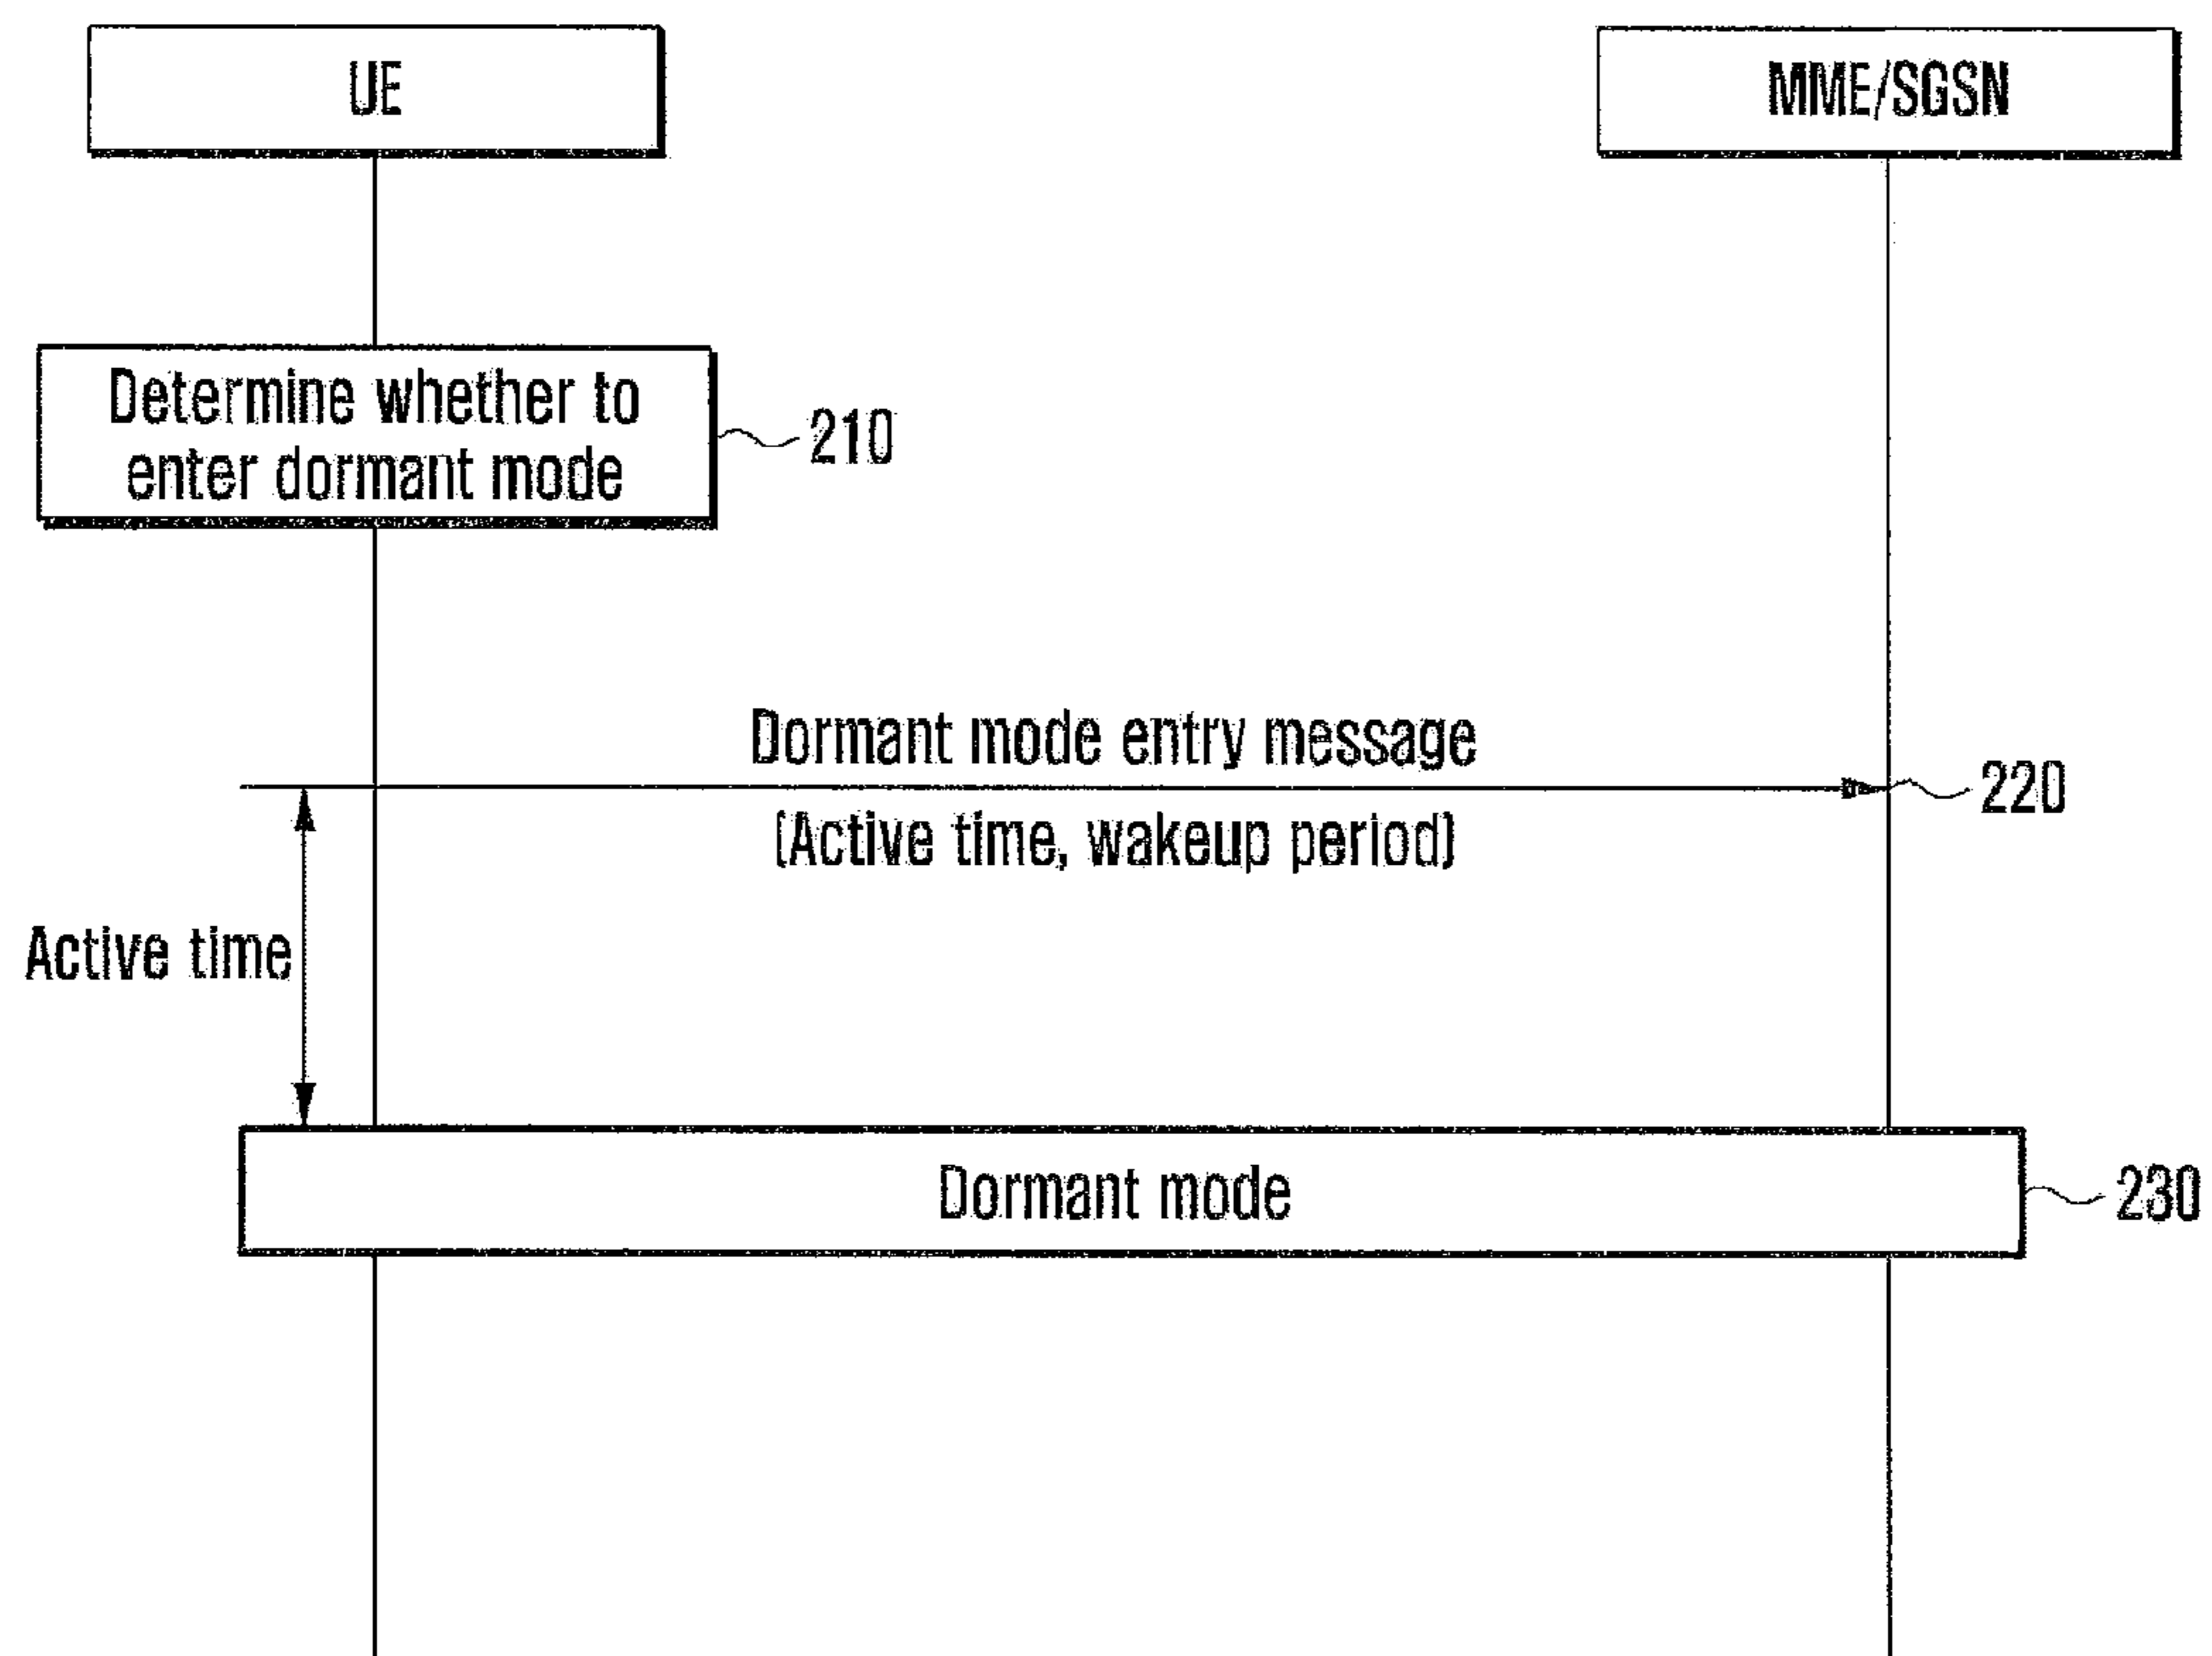 UE
MME/SGSN
Determine whether to
enter dormant mode
210
Dormant mode entry message
220
(Active time, wakeup period)
Active time
Dormant mode
230